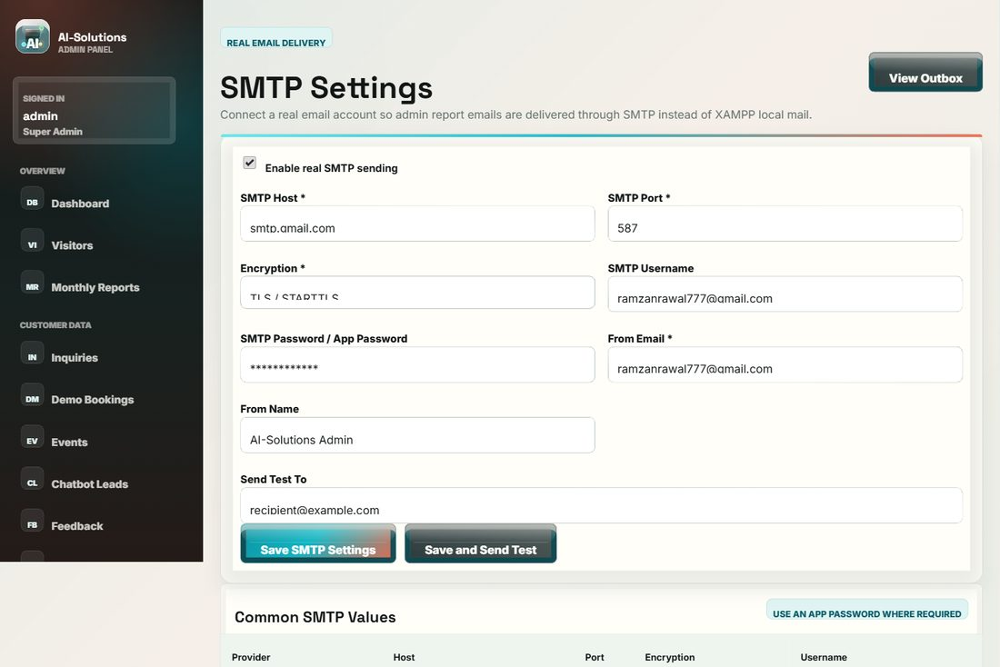 AI
AI-Solutions
ADMIN PANEL
SIGNED IN
admin
Super Admin
OVERVIEW
DB Dashboard
VI Visitors
MR Monthly Reports
CUSTOMER DATA
IN Inquiries
DM Demo Bookings
EV Events
CL Chatbot Leads
FB Feedback
REAL EMAIL DELIVERY
SMTP Settings
View Outbox
Connect a real email account so admin report emails are delivered through SMTP instead of XAMPP local mail.
Enable real SMTP sending
SMTP Host * SMTP Port *
smtp.gmail.com 587
Encryption * SMTP Username
TLS / STARTTLS ramzanrawal777@gmail.com
SMTP Password / App Password From Email *
************ ramzanrawal777@gmail.com
From Name
AI-Solutions Admin
Send Test To
recipient@example.com
Save SMTP Settings Save and Send Test
Common SMTP Values USE AN APP PASSWORD WHERE REQUIRED
Provider Host Port Encryption Username